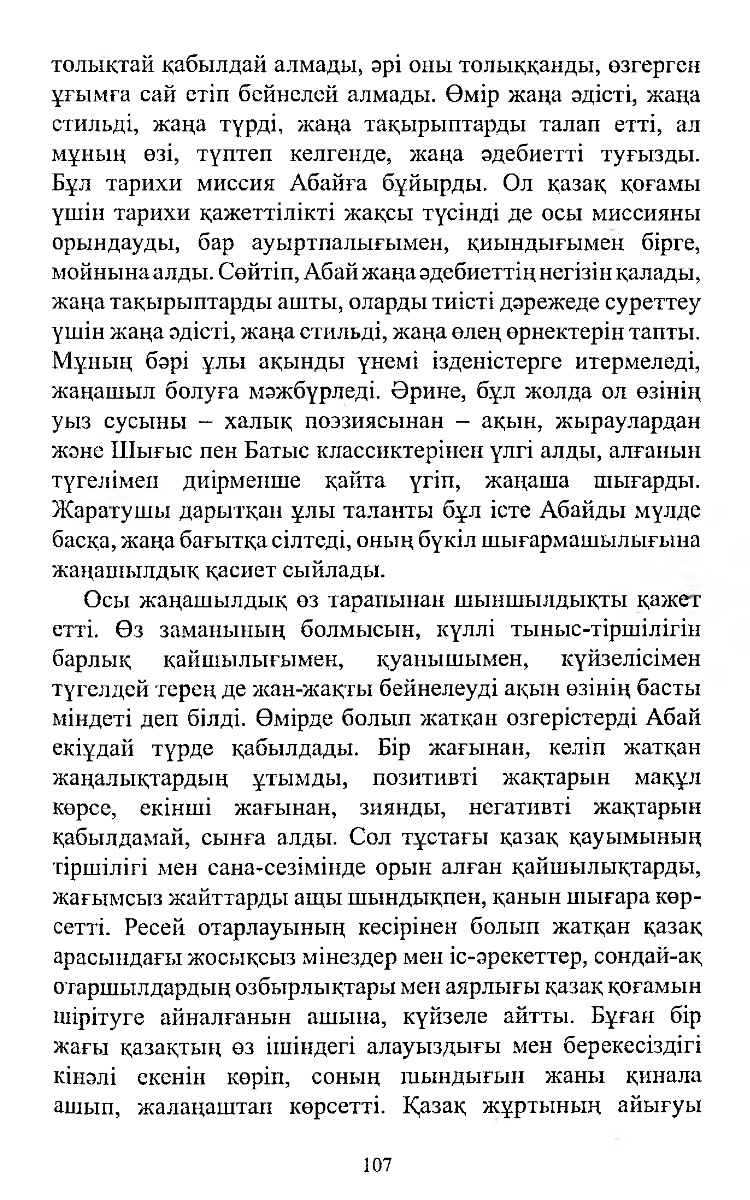 толықтай қабылдай алмады, әрі оны толыққанды, өзгерген
ұғымға сай етіп бейнелей алмады. Өмір жаңа әдісті, жаңа
стильді, жаңа түрді, жаңа тақырыптарды талап етті, ал
мұның өзі, түптеп келгенде, жаңа әдебиетті туғызды.
Бұл тарихи миссия Абайға бұйырды. Ол қазақ қоғамы
үшін тарихи қажеттілікті жақсы түсінді де осы миссияны
орындауды, бар ауыртпалығымен, қиындығымен бірге,
мойнына алды. Сөйтіп, Абай жаңа әдебиеттің негізін қалады,
жаңа тақырыптарды ашты, оларды тиісті дәрежеде суреттеу
үшін жаңа әдісті, жаңа стильді, жаңа өлең өрнектерін тапты.
Мұның бәрі ұлы ақынды үнемі ізденістерге итермеледі,
жаңашыл болуға мәжбүрледі. Әрине, бұл жолда ол өзінің
уыз сусыны – халық поэзиясынан – ақын, жыраулардан
және Шығыс пен Батыс классиктерінен үлгі алды, алғанын
түгелімен диірменше қайта үгіп, жаңаша шығарды.
Жаратушы дарытқан ұлы таланты бұл істе Абайды мүлде
басқа, жаңа бағытқа сілтеді, оның бүкіл шығармашылығына
жаңашылдық қасиет сыйлады.
Осы жаңашылдық өз тарапынан шыншылдықты қажет
етті. Өз заманының болмысын, күллі тыныс-тіршілігін
барлық қайшылығымен, қуанышымен, күйзелісімен
түгелдей терең де жан-жақты бейнелеуді ақын өзінің басты
міндеті деп білді. Өмірде болып жатқан озгерістерді Абай
екіұдай түрде қабылдады. Бір жағынан, келіп жатқан
жаңалықтардың ұтымды, позитивті жақтарын мақұл
көрсе, екінші жағынан, зиянды, негативті жақтарын
қабылдамай, сынға алды. Сол тұстағы қазақ қауымының
тіршілігі мен сана-сезімінде орын алған қайшылықтарды,
жағымсыз жайттарды ащы шындықпен, қанын шығара көр-
сетті. Ресей отарлауының кесірінен болып жатқан қазақ
арасындағы жосықсыз мінездер мен іс-әрекеттер, сондай-ақ
отаршылдардың озбырлықтары мен аярлығы қазақ қоғамын
шірітуге айналғанын ашына, күйзеле айтты. Бұған бір
жағы қазақтың өз ішіндегі алауыздығы мен берекесіздігі
кінәлі екенін көріп, соның шындығын жаны қинала
ашып, жалаңаштап көрсетті. Қазақ жұртының айығуы
107